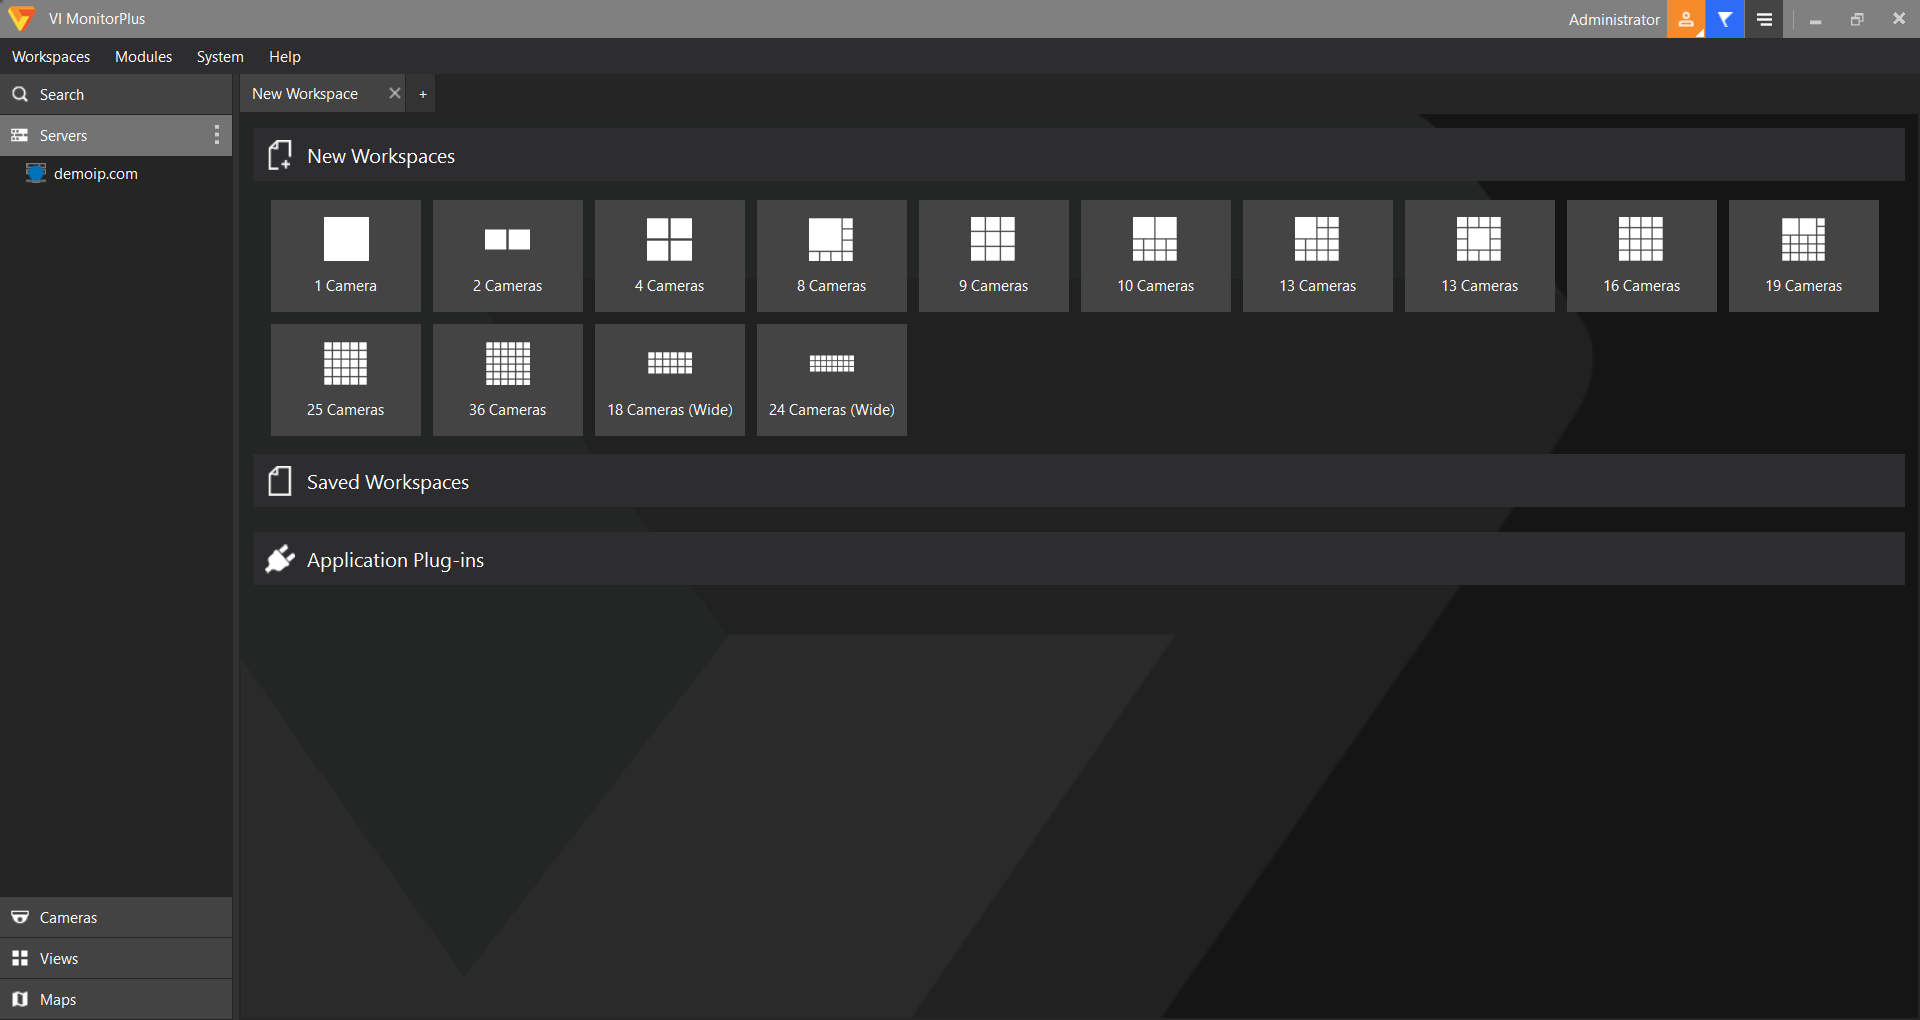 VI MonitorPlus
Administrator
Workspaces Modules System Help
Search
Servers
demoip.com
New Workspace
+
New Workspaces
1 Camera
2 Cameras
4 Cameras
8 Cameras
9 Cameras
10 Cameras
13 Cameras
13 Cameras
16 Cameras
19 Cameras
25 Cameras
36 Cameras
18 Cameras (Wide)
24 Cameras (Wide)
Saved Workspaces
Application Plug-ins
Cameras
Views
Maps